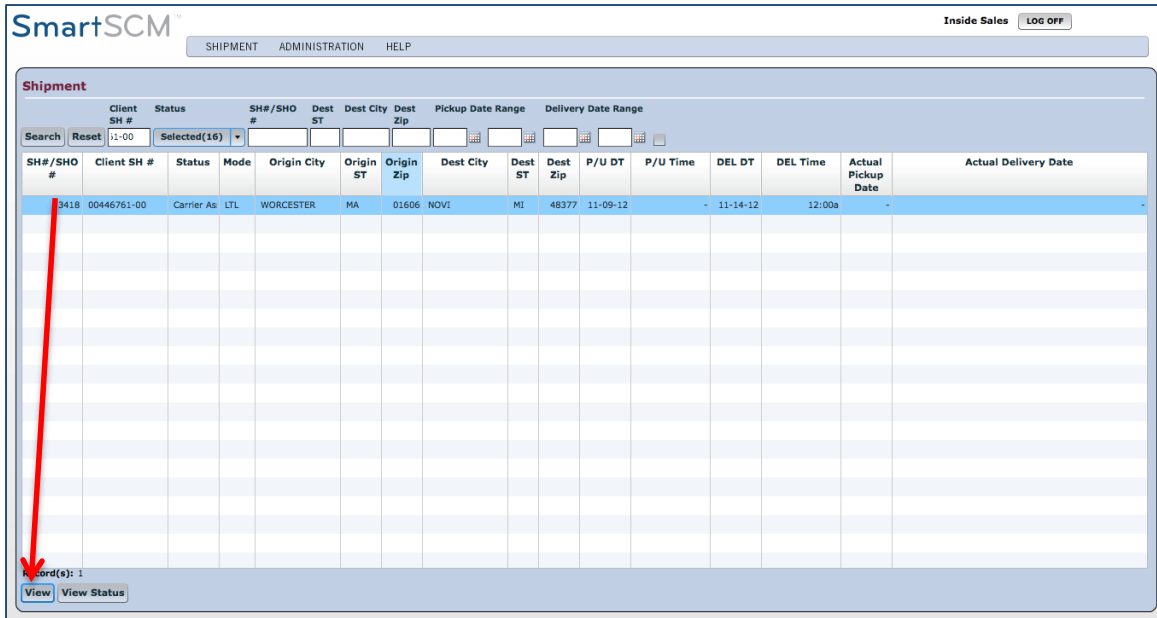 SmartSCM™
Inside Sales LOG OFF
SHIPMENT ADMINISTRATION HELP
Shipment
Client SH # Status SH#/SHO # Dest ST Dest City Dest Zip Pickup Date Range Delivery Date Range
Search Reset 51-00 Selected(16)
SH#/SHO # Client SH # Status Mode Origin City Origin ST Origin Zip Dest City Dest ST Dest Zip P/U DT P/U Time DEL DT DEL Time Actual Pickup Date Actual Delivery Date
3418 00446761-00 Carrier As LTL WORCESTER MA 01606 NOVI MI 48377 11-09-12 - 11-14-12 12:00a - -
Record(s): 1
View View Status